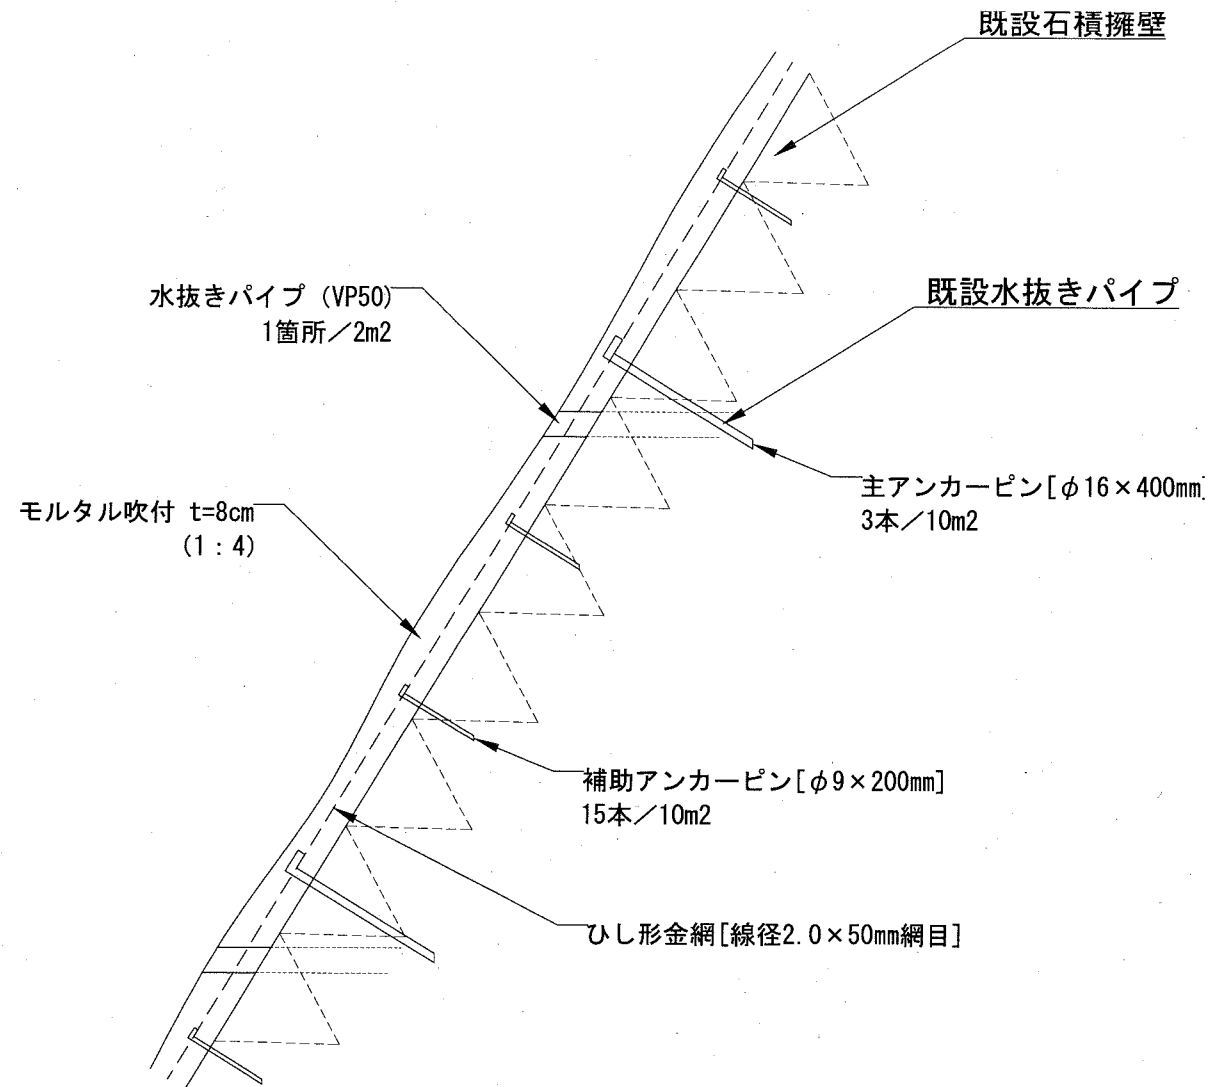 既設石積擁壁
水抜きパイプ (VP50)
1箇所／2m2
既設水抜きパイプ
主アンカーピン[φ16×400mm]
3本／10m2
モルタル吹付 t=8cm
(1：4)
補助アンカーピン[φ9×200mm]
15本／10m2
ひし形金網[線径2.0×50mm網目]